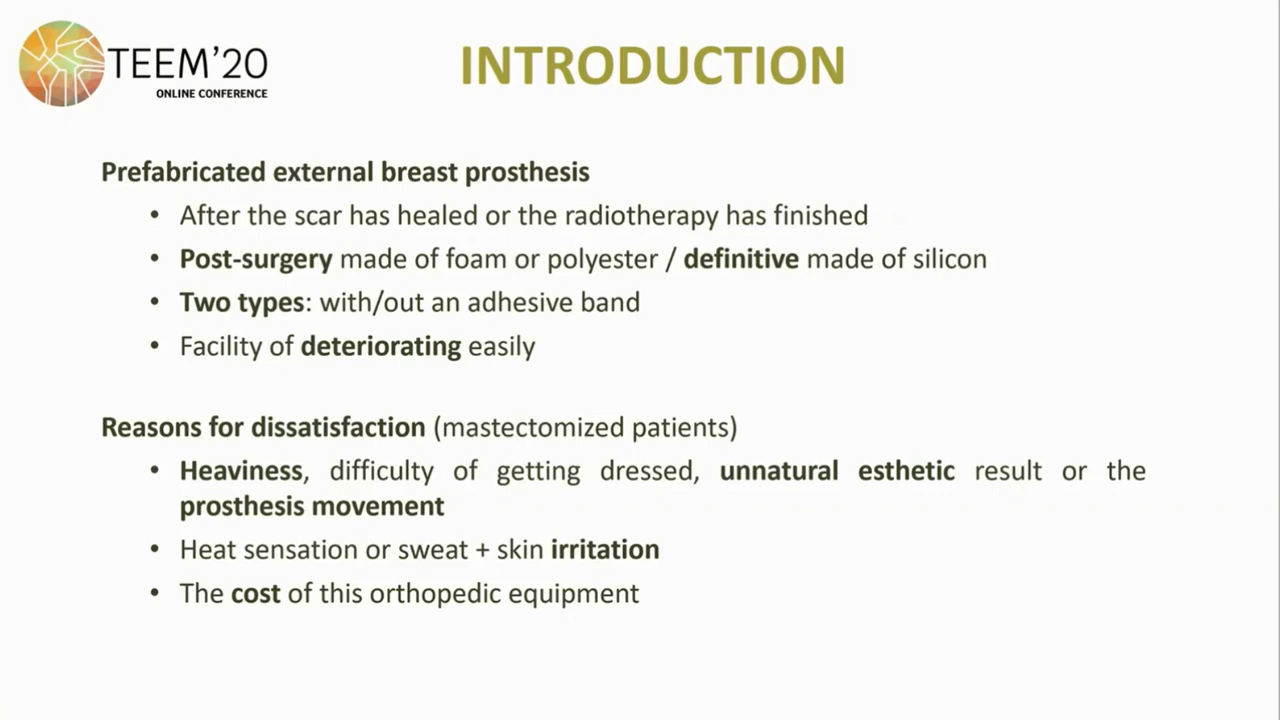 TEEM'20
ONLINE CONFERENCE
INTRODUCTION
Prefabricated external breast prosthesis
• After the scar has healed or the radiotherapy has finished
• Post-surgery made of foam or polyester / definitive made of silicon
• Two types: with/out an adhesive band
• Facility of deteriorating easily
Reasons for dissatisfaction (mastectomized patients)
• Heaviness, difficulty of getting dressed, unnatural esthetic result or the
prosthesis movement
• Heat sensation or sweat + skin irritation
• The cost of this orthopedic equipment